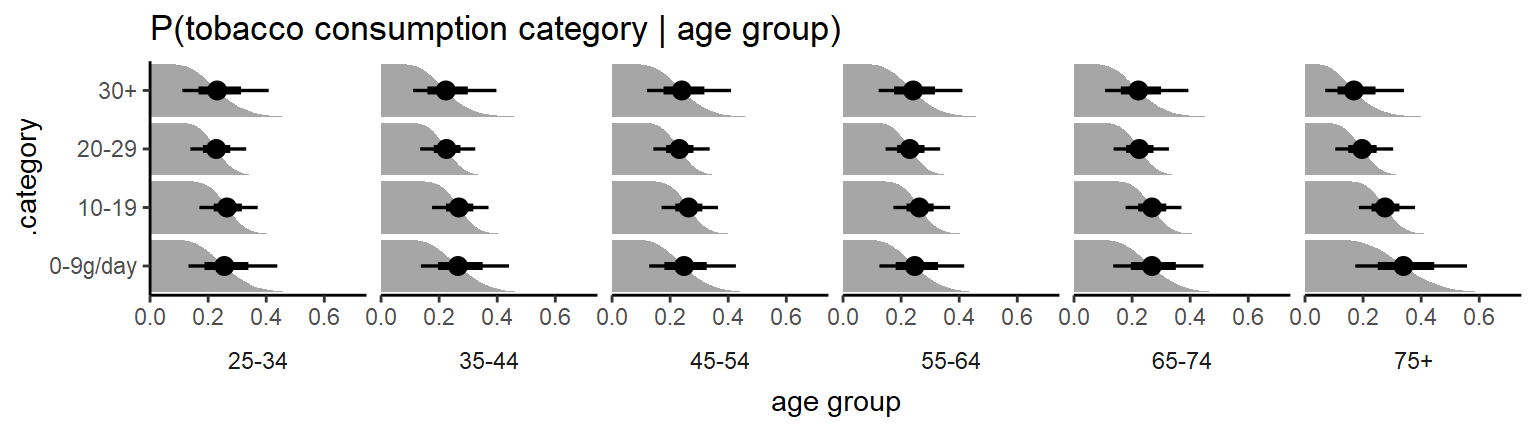 P(tobacco consumption category | age group)
.category
30+
20-29
10-19
0-9g/day
0.0 0.2 0.4 0.6 0.0 0.2 0.4 0.6 0.0 0.2 0.4 0.6 0.0 0.2 0.4 0.6 0.0 0.2 0.4 0.6 0.0 0.2 0.4 0.6
25-34 35-44 45-54 55-64 65-74 75+
age group